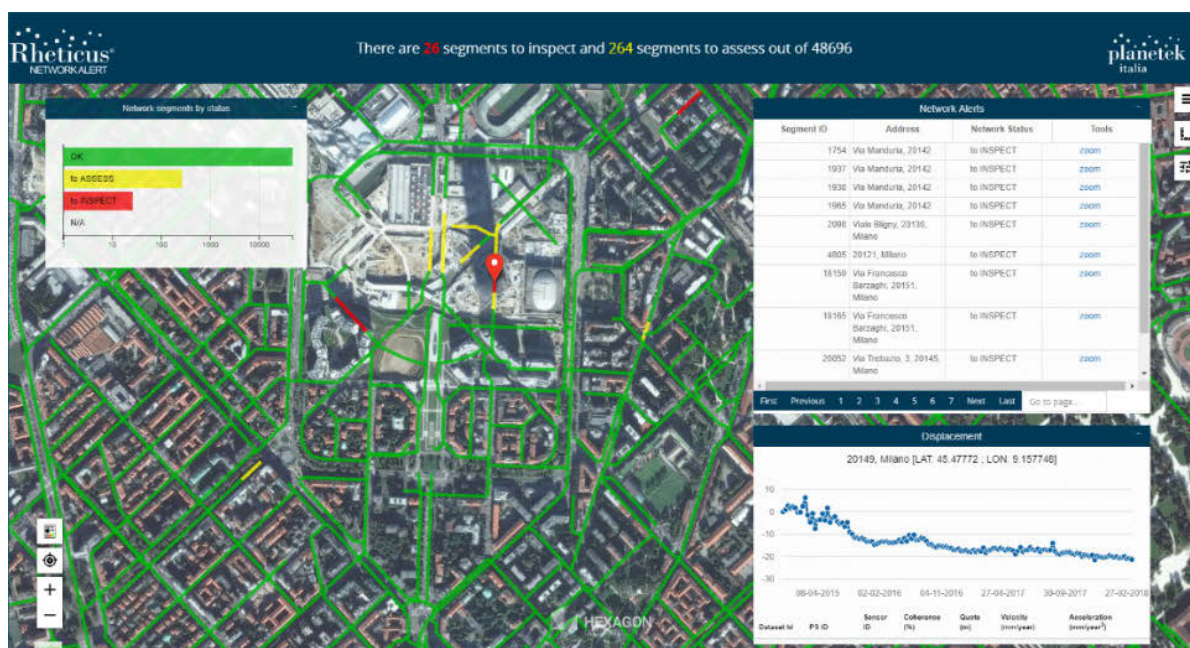 Rheticus®
NETWORK ALERT
There are 26 segments to inspect and 264 segments to assess out of 48696
planetek
italia
Network segments by status
OK
to ASSESS
to INSPECT
N/A
1 10 100 1000 10000
Network Alerts
Segment ID Address Network Status Tools
1754 Via Manduria, 20142 to INSPECT zoom
1937 Via Manduria, 20142 to INSPECT zoom
1938 Via Manduria, 20142 to INSPECT zoom
1965 Via Manduria, 20142 to INSPECT zoom
2098 Viale Bligny, 20136, to INSPECT zoom
Milano
4805 20121, Milano to INSPECT zoom
18159 Via Francesco to INSPECT zoom
Barzaghi, 20151,
Milano
18165 Via Francesco to INSPECT zoom
Barzaghi, 20151,
Milano
20052 Via Trebazio, 3, 20145, to INSPECT zoom
Milano
First Previous 1 2 3 4 5 6 7 Next Last Go to page...
Displacement
20149, Milano [LAT: 45.47772 ; LON: 9.157746]
10
0
-10
-20
-30
08-04-2015 02-02-2016 04-11-2016 27-04-2017 30-09-2017 27-02-2018
Dataset Id PS ID Sensor ID Coherence (%) Quote (m) Velocity (mm/year) Acceleration (mm/year²)
HEXAGON